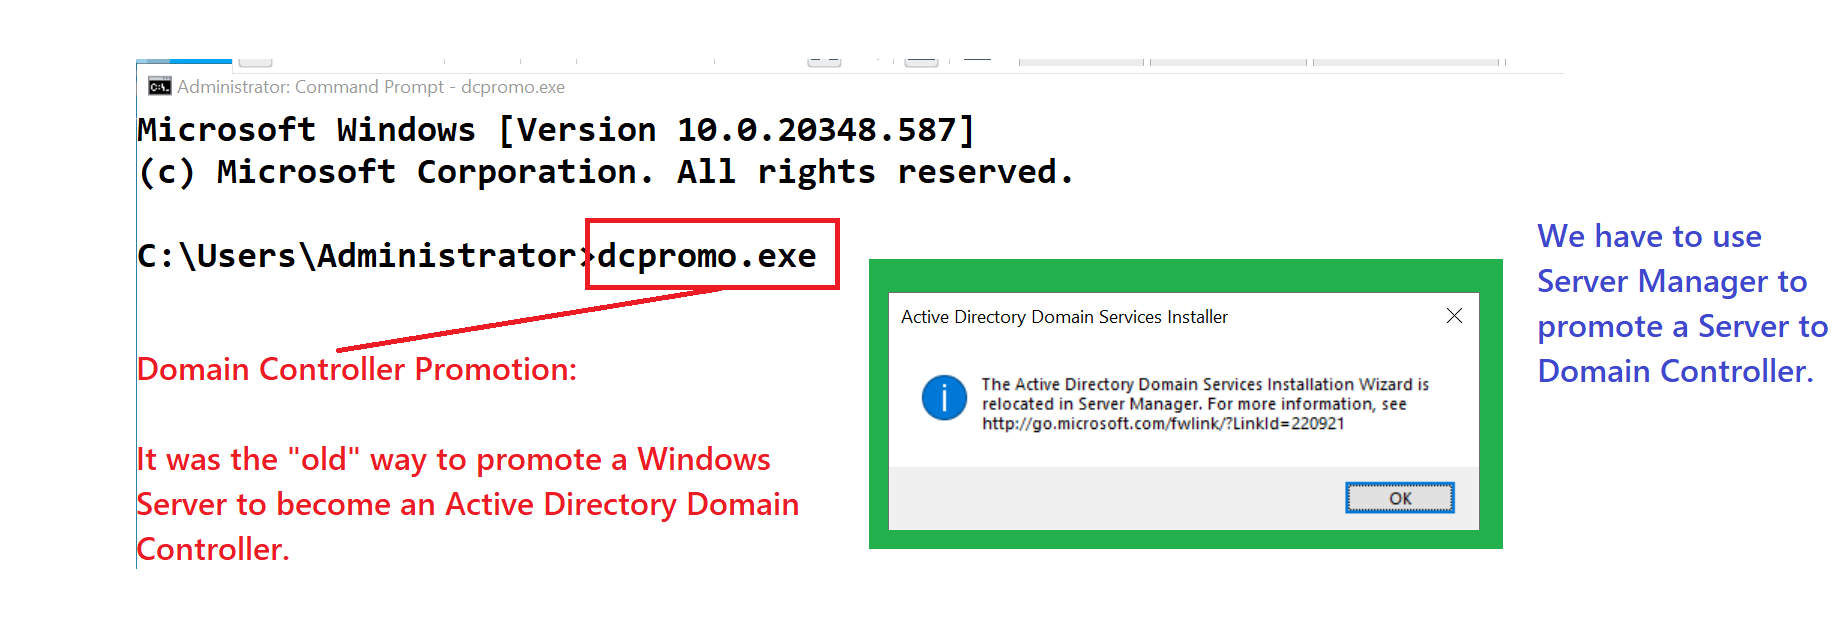 Administrator: Command Prompt - dcpromo.exe
Microsoft Windows [Version 10.0.20348.587]
(c) Microsoft Corporation. All rights reserved.
C:\Users\Administrator>dcpromo.exe
Domain Controller Promotion:
It was the "old" way to promote a Windows
Server to become an Active Directory Domain
Controller.
Active Directory Domain Services Installer
The Active Directory Domain Services Installation Wizard is
relocated in Server Manager. For more information, see
http://go.microsoft.com/fwlink/?LinkId=220921
OK
We have to use
Server Manager to
promote a Server to
Domain Controller.